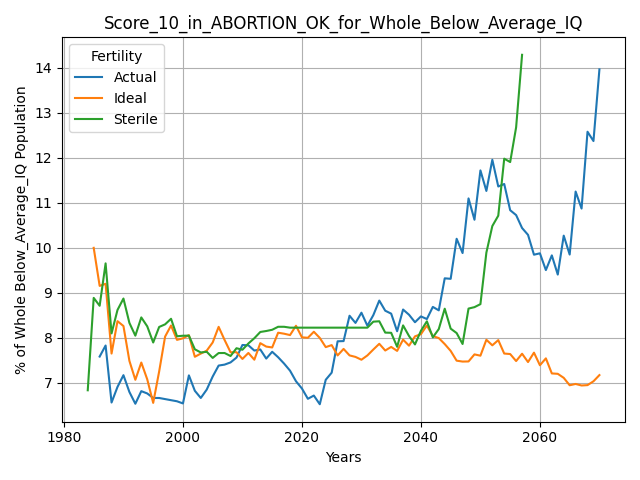 Score_10_in_ABORTION_OK_for_Whole_Below_Average_IQ
Fertility
Actual
Ideal
Sterile
% of Whole Below_Average_IQ Population
14
13
12
11
10
9
8
7
1980
2000
2020
2040
2060
Years